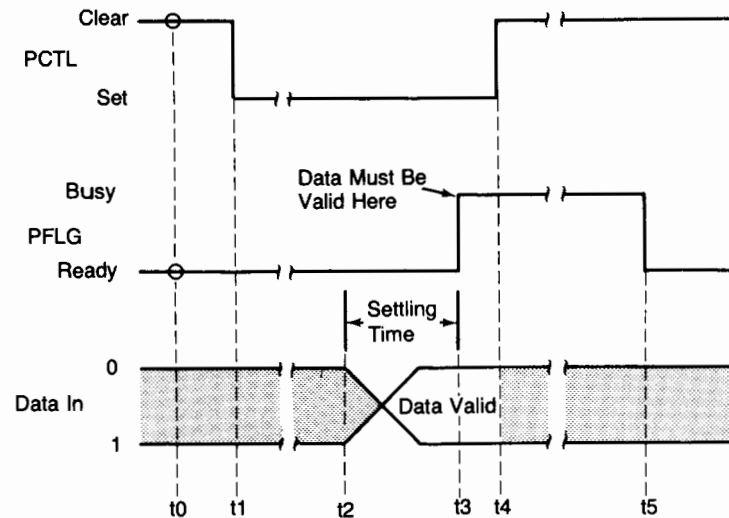 Clear
PCTL
Set
Busy
Data Must Be
Valid Here
PFLG
Ready
Settling
Time
0
Data In
Data Valid
1
t0 t1 t2 t3 t4 t5